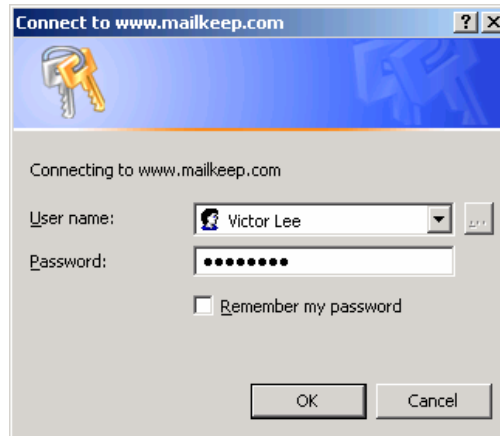 Connect to www.mailkeep.com
Connecting to www.mailkeep.com
User name: Victor Lee ...
Password: ●●●●●●●●
Remember my password
OK Cancel